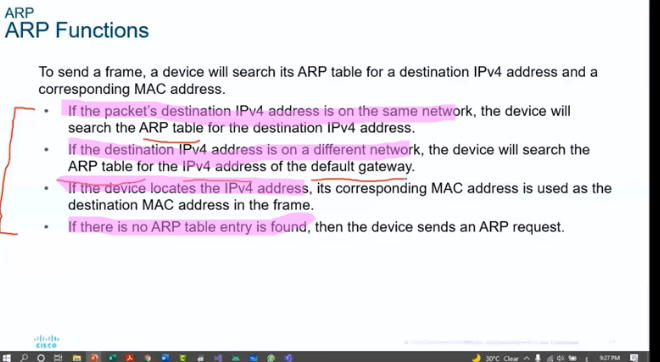 ARP
ARP Functions
To send a frame, a device will search its ARP table for a destination IPv4 address and a
corresponding MAC address.
• If the packet's destination IPv4 address is on the same network, the device will
search the ARP table for the destination IPv4 address.
• If the destination IPv4 address is on a different network, the device will search the
ARP table for the IPv4 address of the default gateway.
• If the device locates the IPv4 address, its corresponding MAC address is used as the
destination MAC address in the frame.
• If there is no ARP table entry is found, then the device sends an ARP request.
CISCO
30°C Clear
9:27 PM